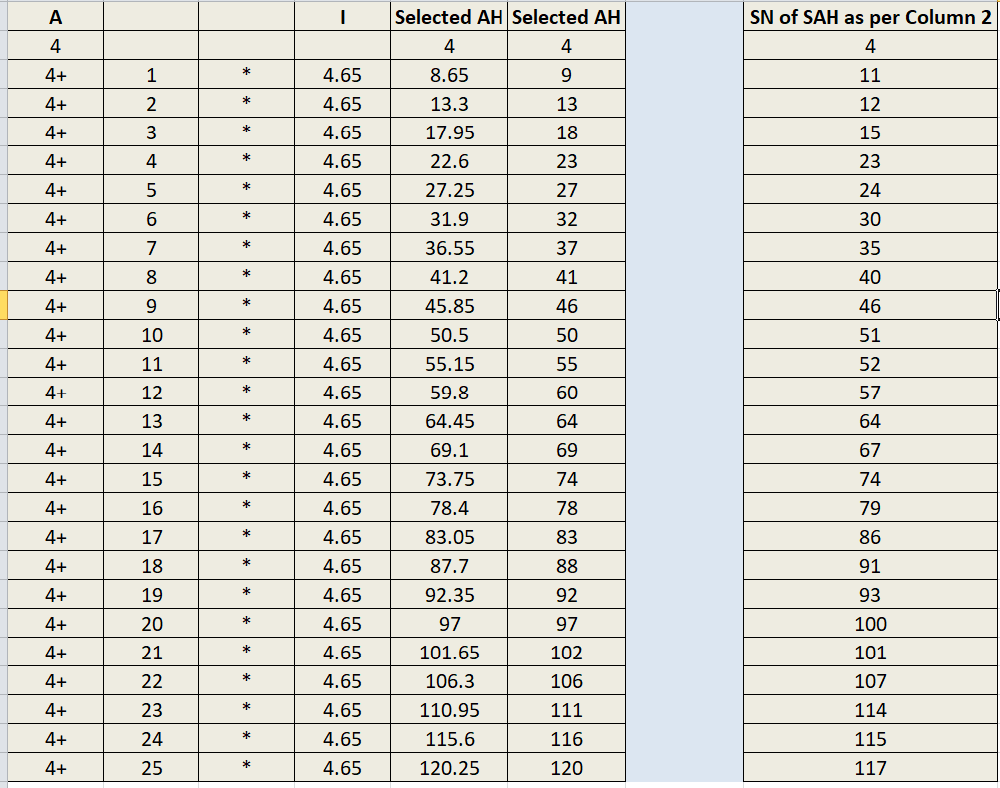 A I Selected AH Selected AH SN of SAH as per Column 2
4 4 4 4
4+ 1 * 4.65 8.65 9 11
4+ 2 * 4.65 13.3 13 12
4+ 3 * 4.65 17.95 18 15
4+ 4 * 4.65 22.6 23 23
4+ 5 * 4.65 27.25 27 24
4+ 6 * 4.65 31.9 32 30
4+ 7 * 4.65 36.55 37 35
4+ 8 * 4.65 41.2 41 40
4+ 9 * 4.65 45.85 46 46
4+ 10 * 4.65 50.5 50 51
4+ 11 * 4.65 55.15 55 52
4+ 12 * 4.65 59.8 60 57
4+ 13 * 4.65 64.45 64 64
4+ 14 * 4.65 69.1 69 67
4+ 15 * 4.65 73.75 74 74
4+ 16 * 4.65 78.4 78 79
4+ 17 * 4.65 83.05 83 86
4+ 18 * 4.65 87.7 88 91
4+ 19 * 4.65 92.35 92 93
4+ 20 * 4.65 97 97 100
4+ 21 * 4.65 101.65 102 101
4+ 22 * 4.65 106.3 106 107
4+ 23 * 4.65 110.95 111 114
4+ 24 * 4.65 115.6 116 115
4+ 25 * 4.65 120.25 120 117